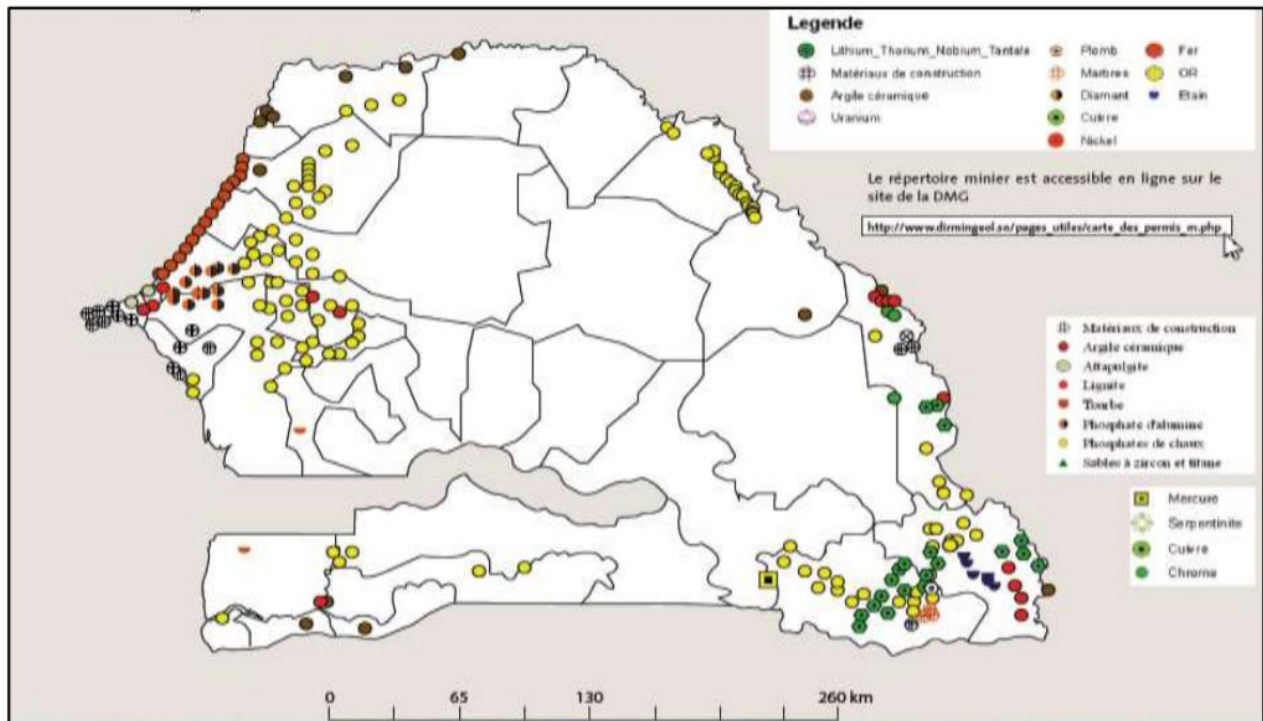 Legende
Lithium_Thorium_Nobium_Tantale
Plomb
Fer
Matériaux de construction
Marbres
OR
Argile céramique
Diamant
Etain
Uranium
Cuivre
Nickel
Le répertoire minier est accessible en ligne sur le
site de la DMG
http://www.dirmingeol.sn/pages_utiles/carte_des_permis_m.php
Matériaux de construction
Argile céramique
Attapulgite
Lignite
Tourbe
Phosphate d'alumine
Phosphates de chaux
Sables à zircon et titane
Mercure
Serpentinite
Cuivre
Chrome
0 65 130 260 km